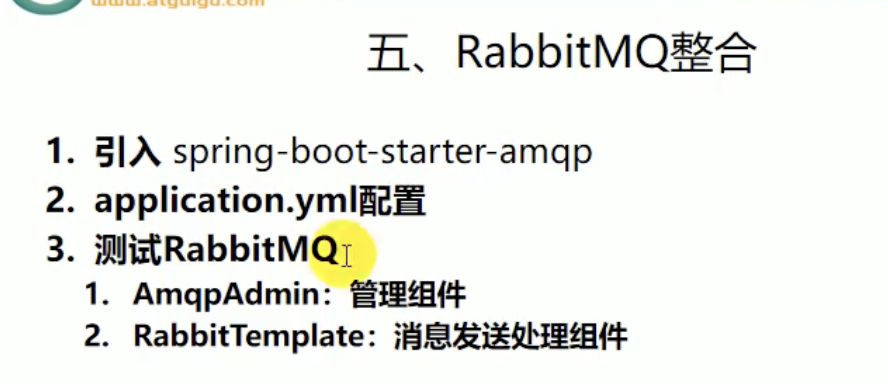 www.atguigu.com
五、RabbitMQ整合
1. 引入 spring-boot-starter-amqp
2. application.yml配置
3. 测试RabbitMQ
1. AmqpAdmin：管理组件
2. RabbitTemplate：消息发送处理组件